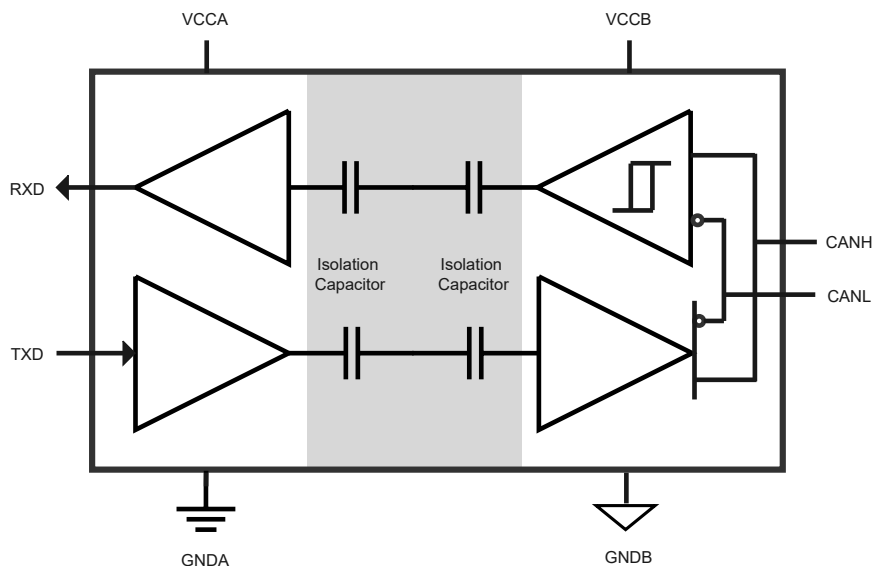 VCCA
VCCB
RXD
CANH
Isolation
Capacitor
Isolation
Capacitor
CANL
TXD
GNDA
GNDB